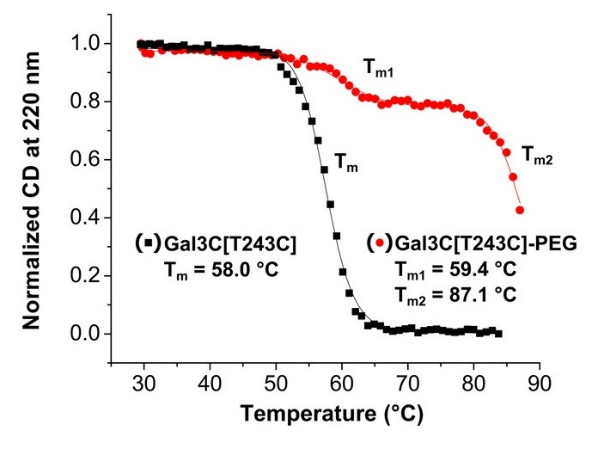 Normalized CD at 220 nm
1.0
0.8
0.6
0.4
0.2
0.0
Tm1
Tm2
Tm
(■) Gal3C[T243C]
Tm = 58.0 °C
(●) Gal3C[T243C]-PEG
Tm1 = 59.4 °C
Tm2 = 87.1 °C
30 40 50 60 70 80 90
Temperature (°C)